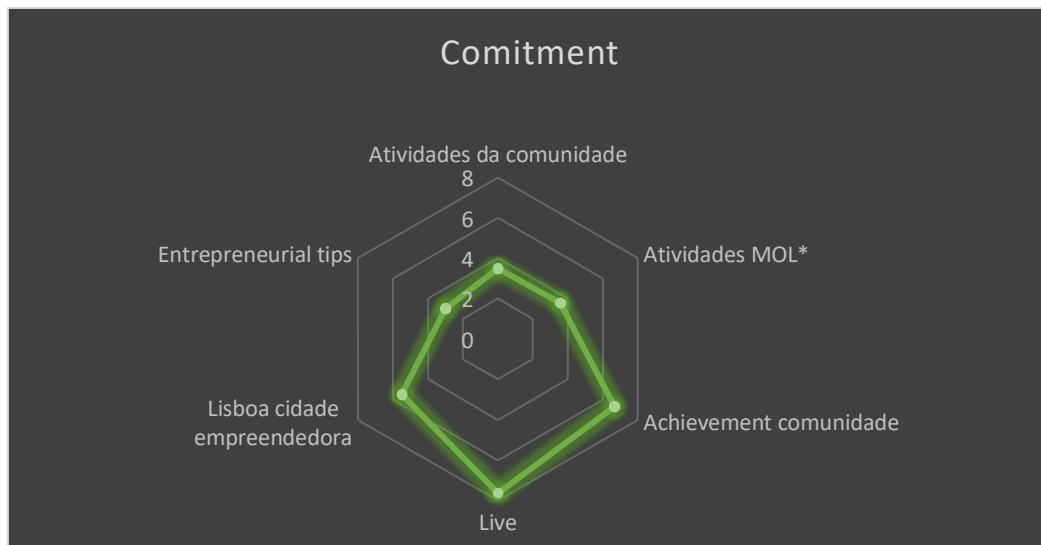 Comitment
Atividades da comunidade
8
6
Entrepreneurial tips
Atividades MOL*
4
2
0
Lisboa cidade
empreendedora
Achievement comunidade
Live